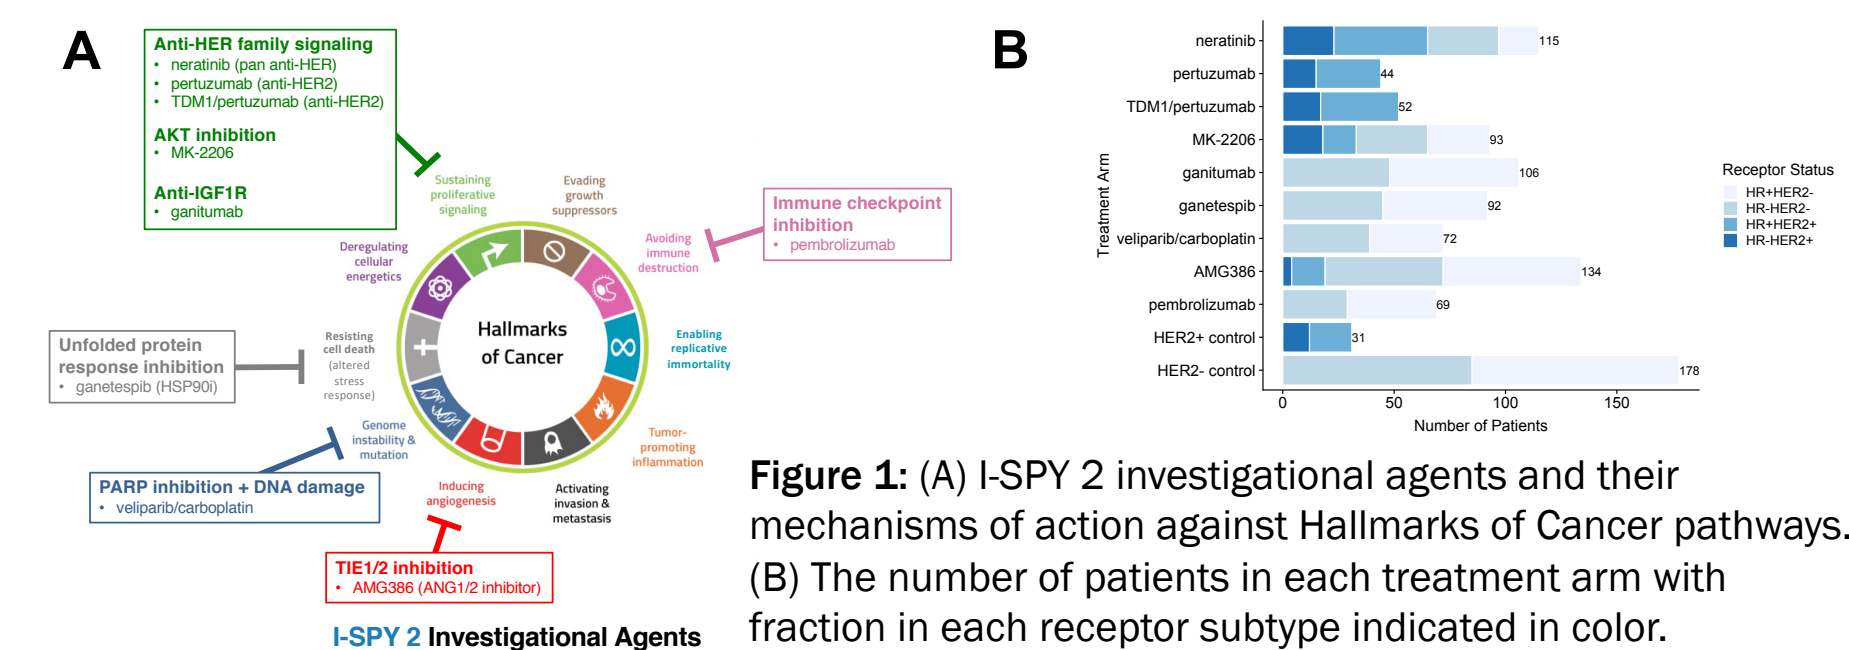 A
Anti-HER family signaling
• neratinib (pan anti-HER)
• pertuzumab (anti-HER2)
• TDM1/pertuzumab (anti-HER2)
AKT inhibition
• MK-2206
Anti-IGF1R
• ganitumab
Sustaining
proliferative
signaling
Evading
growth
suppressors
Immune checkpoint
inhibition
• pembrolizumab
Avoiding
immune
destruction
Deregulating
cellular
energetics
Hallmarks
of Cancer
Enabling
replicative
immortality
Unfolded protein
response inhibition
• ganetespib (HSP90i)
Resisting
cell death
(altered
stress
response)
Genome
instability &
mutation
Tumor-
promoting
inflammation
PARP inhibition + DNA damage
• veliparib/carboplatin
Inducing
angiogenesis
Activating
invasion &
metastasis
TIE1/2 inhibition
• AMG386 (ANG1/2 inhibitor)
I-SPY 2 Investigational Agents
B
Treatment Arm
neratinib 115
pertuzumab 44
TDM1/pertuzumab 52
MK-2206 93
ganitumab 106
ganetespib 92
veliparib/carboplatin 72
AMG386 134
pembrolizumab 69
HER2+ control 31
HER2- control 178
0 50 100 150
Number of Patients
Receptor Status
HR+HER2-
HR-HER2-
HR+HER2+
HR-HER2+
Figure 1: (A) I-SPY 2 investigational agents and their
mechanisms of action against Hallmarks of Cancer pathways.
(B) The number of patients in each treatment arm with
fraction in each receptor subtype indicated in color.